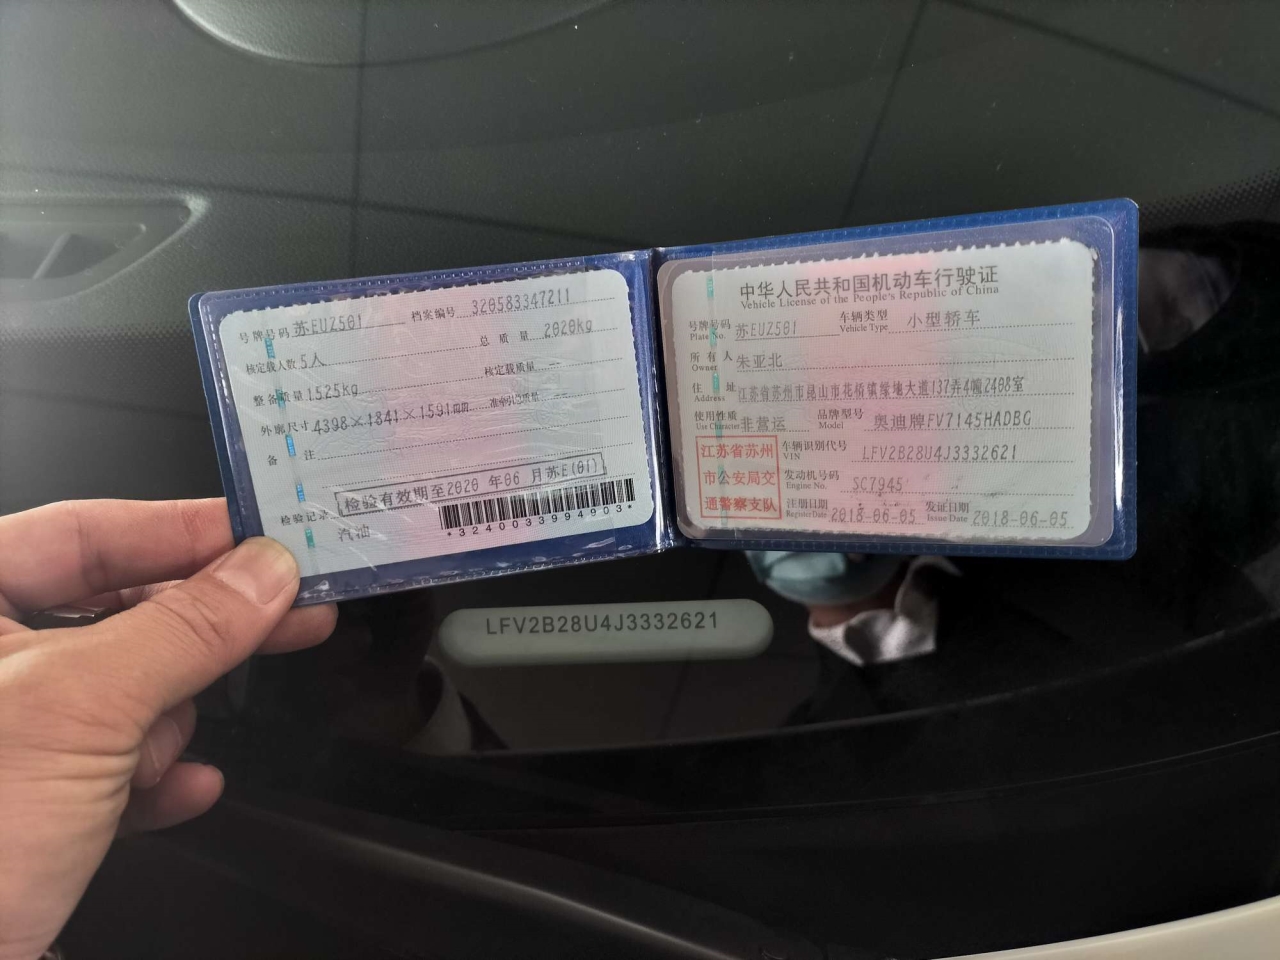 号牌号码 苏EUZ501 档案编号 320583347211
核定载人数 5人 总质量 2020kg
整备质量 1525kg 核定载质量 --
外廓尺寸 4398×1841×1591mm 准牵引总质量 --
备注
检验有效期至2020年06月苏E(01)
检验记录
汽油
*3240033994903*
中华人民共和国机动车行驶证
Vehicle License of the People's Republic of China
号牌号码 Plate No. 苏EUZ501 车辆类型 Vehicle Type 小型轿车
所有人 Owner 朱亚北
住址 Address 江苏省苏州市昆山市花桥镇绿地大道137弄4幢2408室
使用性质 Use Character 非营运 品牌型号 Model 奥迪牌FV7145HADBG
江苏省苏州
市公安局交
通警察支队
车辆识别代号 VIN LFV2B28U4J3332621
发动机号码 Engine No. SC7945
注册日期 Register Date 2018-06-05 发证日期 Issue Date 2018-06-05
LFV2B28U4J3332621